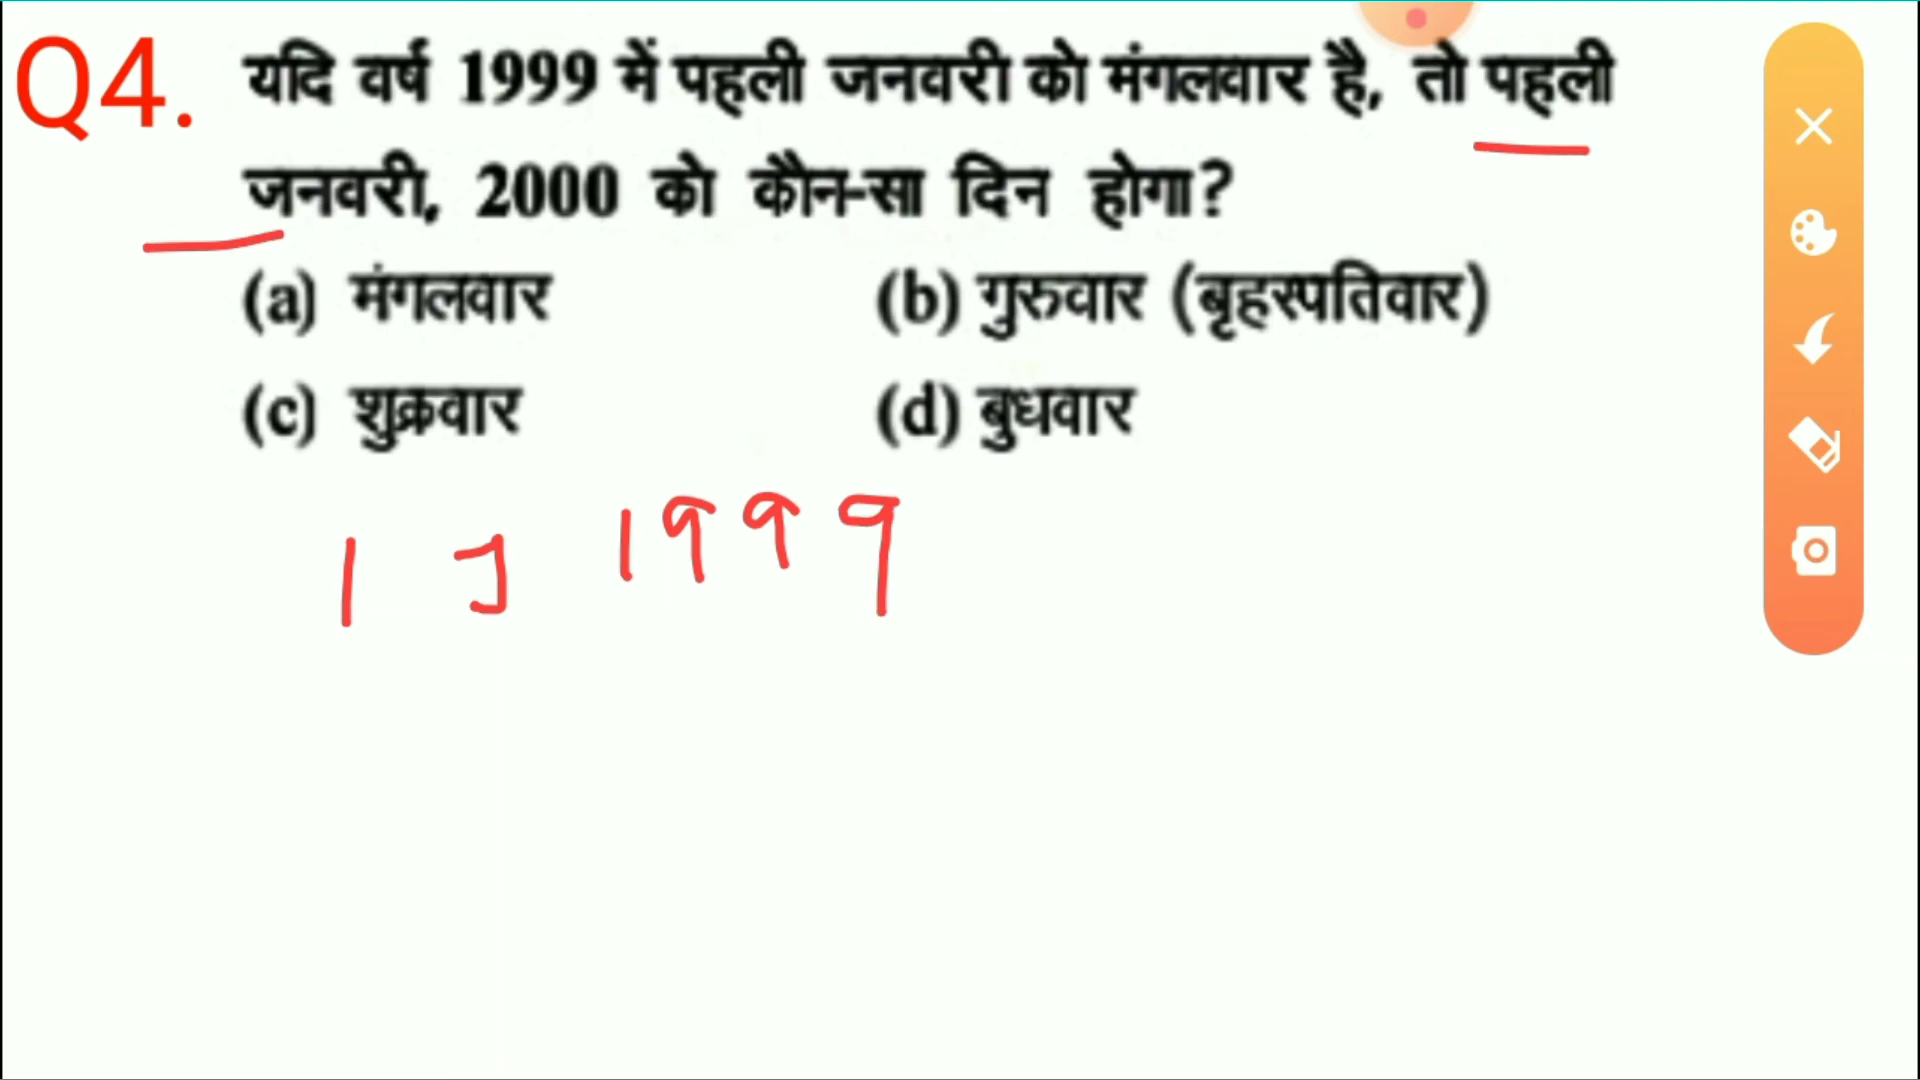 Q4. यदि वर्ष 1999 में पहली जनवरी को मंगलवार है, तो पहली
जनवरी, 2000 को कौन-सा दिन होगा?
(a) मंगलवार (b) गुरुवार (बृहस्पतिवार)
(c) शुक्रवार (d) बुधवार
1 J 1999